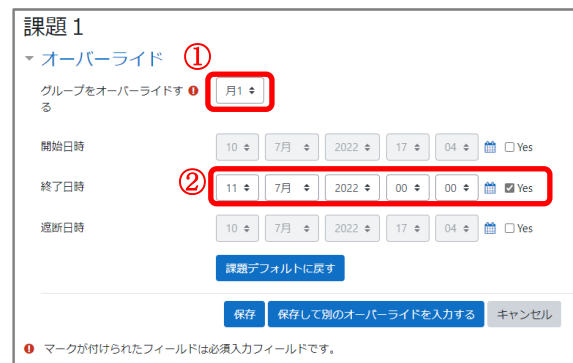 課題１
オーバーライド ①
グループをオーバーライドす 月1
る
開始日時 10 7月 2022 17 04 Yes
② 終了日時 11 7月 2022 00 00 Yes
遮断日時 10 7月 2022 17 04 Yes
課題デフォルトに戻す
保存 保存して別のオーバーライドを入力する キャンセル
マークが付けられたフィールドは必須入力フィールドです。